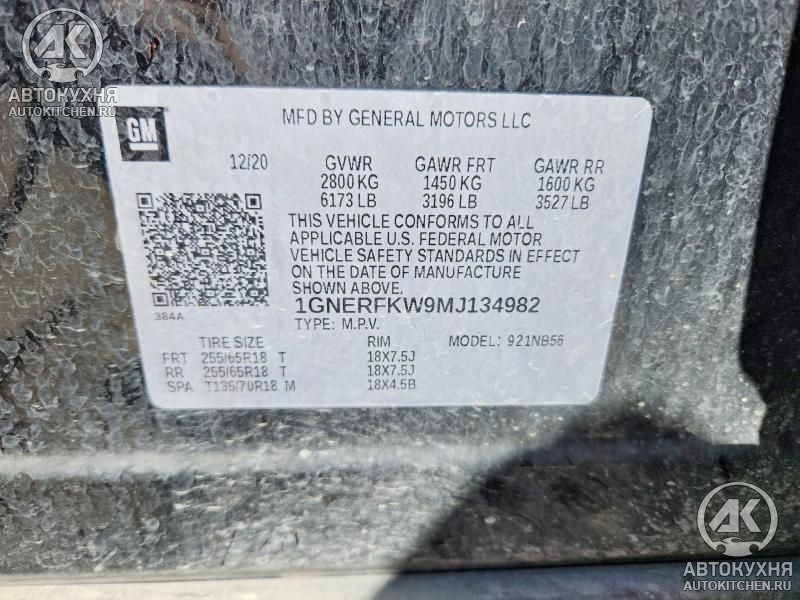 AK
АВТОКУХНЯ
AUTOKITCHEN.RU
GM
MFD BY GENERAL MOTORS LLC
12/20 GVWR GAWR FRT GAWR RR
2800 KG 1450 KG 1600 KG
6173 LB 3196 LB 3527 LB
THIS VEHICLE CONFORMS TO ALL
APPLICABLE U.S. FEDERAL MOTOR
VEHICLE SAFETY STANDARDS IN EFFECT
ON THE DATE OF MANUFACTURE
SHOWN ABOVE.
384A
1GNERFKW9MJ134982
TYPE: M.P.V.
TIRE SIZE RIM MODEL: 921NB56
FRT 255/65R18 T 18X7.5J
RR 255/65R18 T 18X7.5J
SPA T135/70R18 M 18X4.5B
AK
АВТОКУХНЯ
AUTOKITCHEN.RU